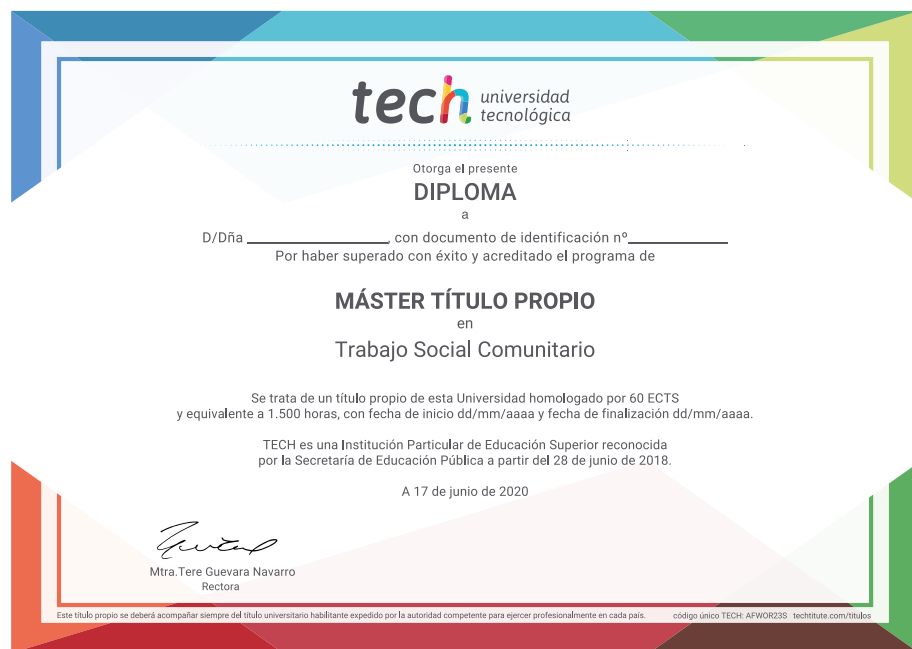 tech universidad
tecnológica
Otorga el presente
DIPLOMA
a
D/Dña ________________, con documento de identificación nº____________
Por haber superado con éxito y acreditado el programa de
MÁSTER TÍTULO PROPIO
en
Trabajo Social Comunitario
Se trata de un título propio de esta Universidad homologado por 60 ECTS
y equivalente a 1.500 horas, con fecha de inicio dd/mm/aaaa y fecha de finalización dd/mm/aaaa.
TECH es una Institución Particular de Educación Superior reconocida
por la Secretaría de Educación Pública a partir del 28 de junio de 2018.
A 17 de junio de 2020
Mtra.Tere Guevara Navarro
Rectora
Este título propio se deberá acompañar siempre del título universitario habilitante expedido por la autoridad competente para ejercer profesionalmente en cada país. código único TECH: AFWOR23S techtitute.com/titulos